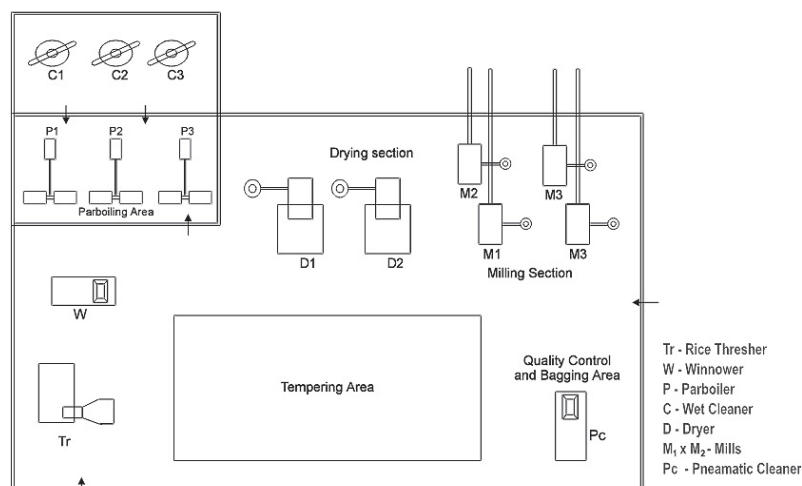 C1 C2 C3
P1 P2 P3
Parboiling Area
Drying section
D1 D2
M2 M3
M1 M3
Milling Section
W
Tempering Area
Quality Control
and Bagging Area
Pc
Tr
Tr - Rice Thresher
W - Winnower
P - Parboiler
C - Wet Cleaner
D - Dryer
M₁ x M₂ - Mills
Pc - Pneamatic Cleaner